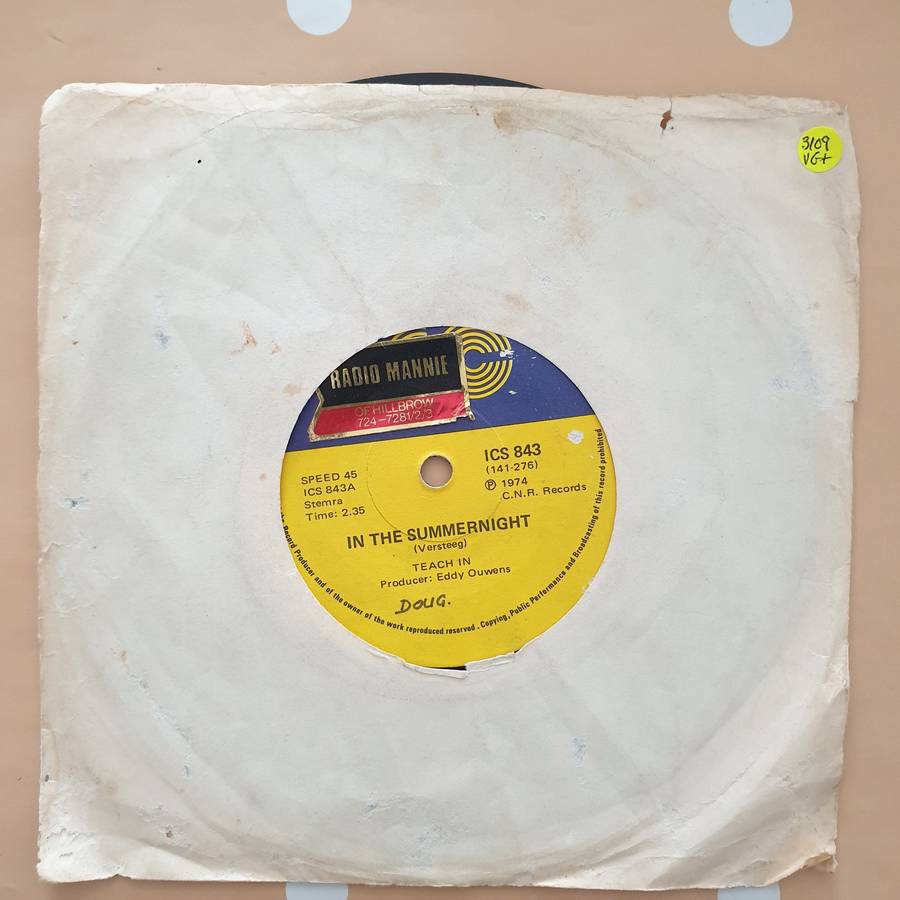 3109
VG+
RADIO MANNIE
OF HILLBROW
724-7281/2/3
ICS 843
(141-276)
℗ 1974
C.N.R. Records
SPEED 45
ICS 843A
Stemra
Time: 2.35
IN THE SUMMERNIGHT
(Versteeg)
TEACH IN
Producer: Eddy Ouwens
DOUG.
Record Producer and of the owner of the work reproduced reserved. Copying, Public Performance and Broadcasting of this record prohibited